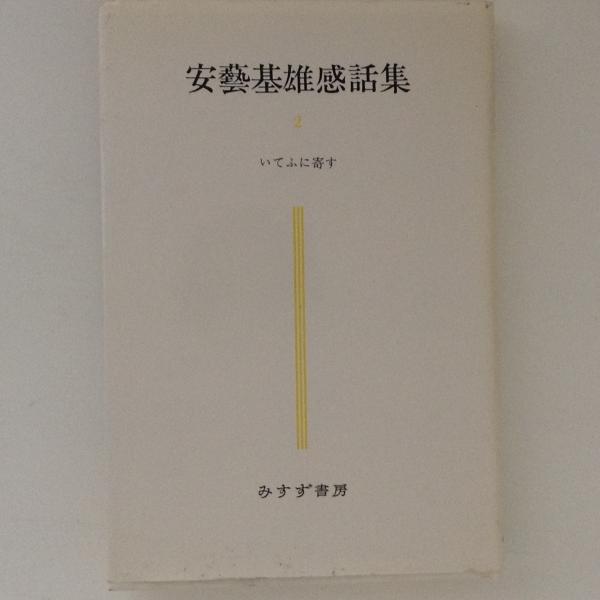 安藝基雄感話集
2
いてふに寄す
みすず書房